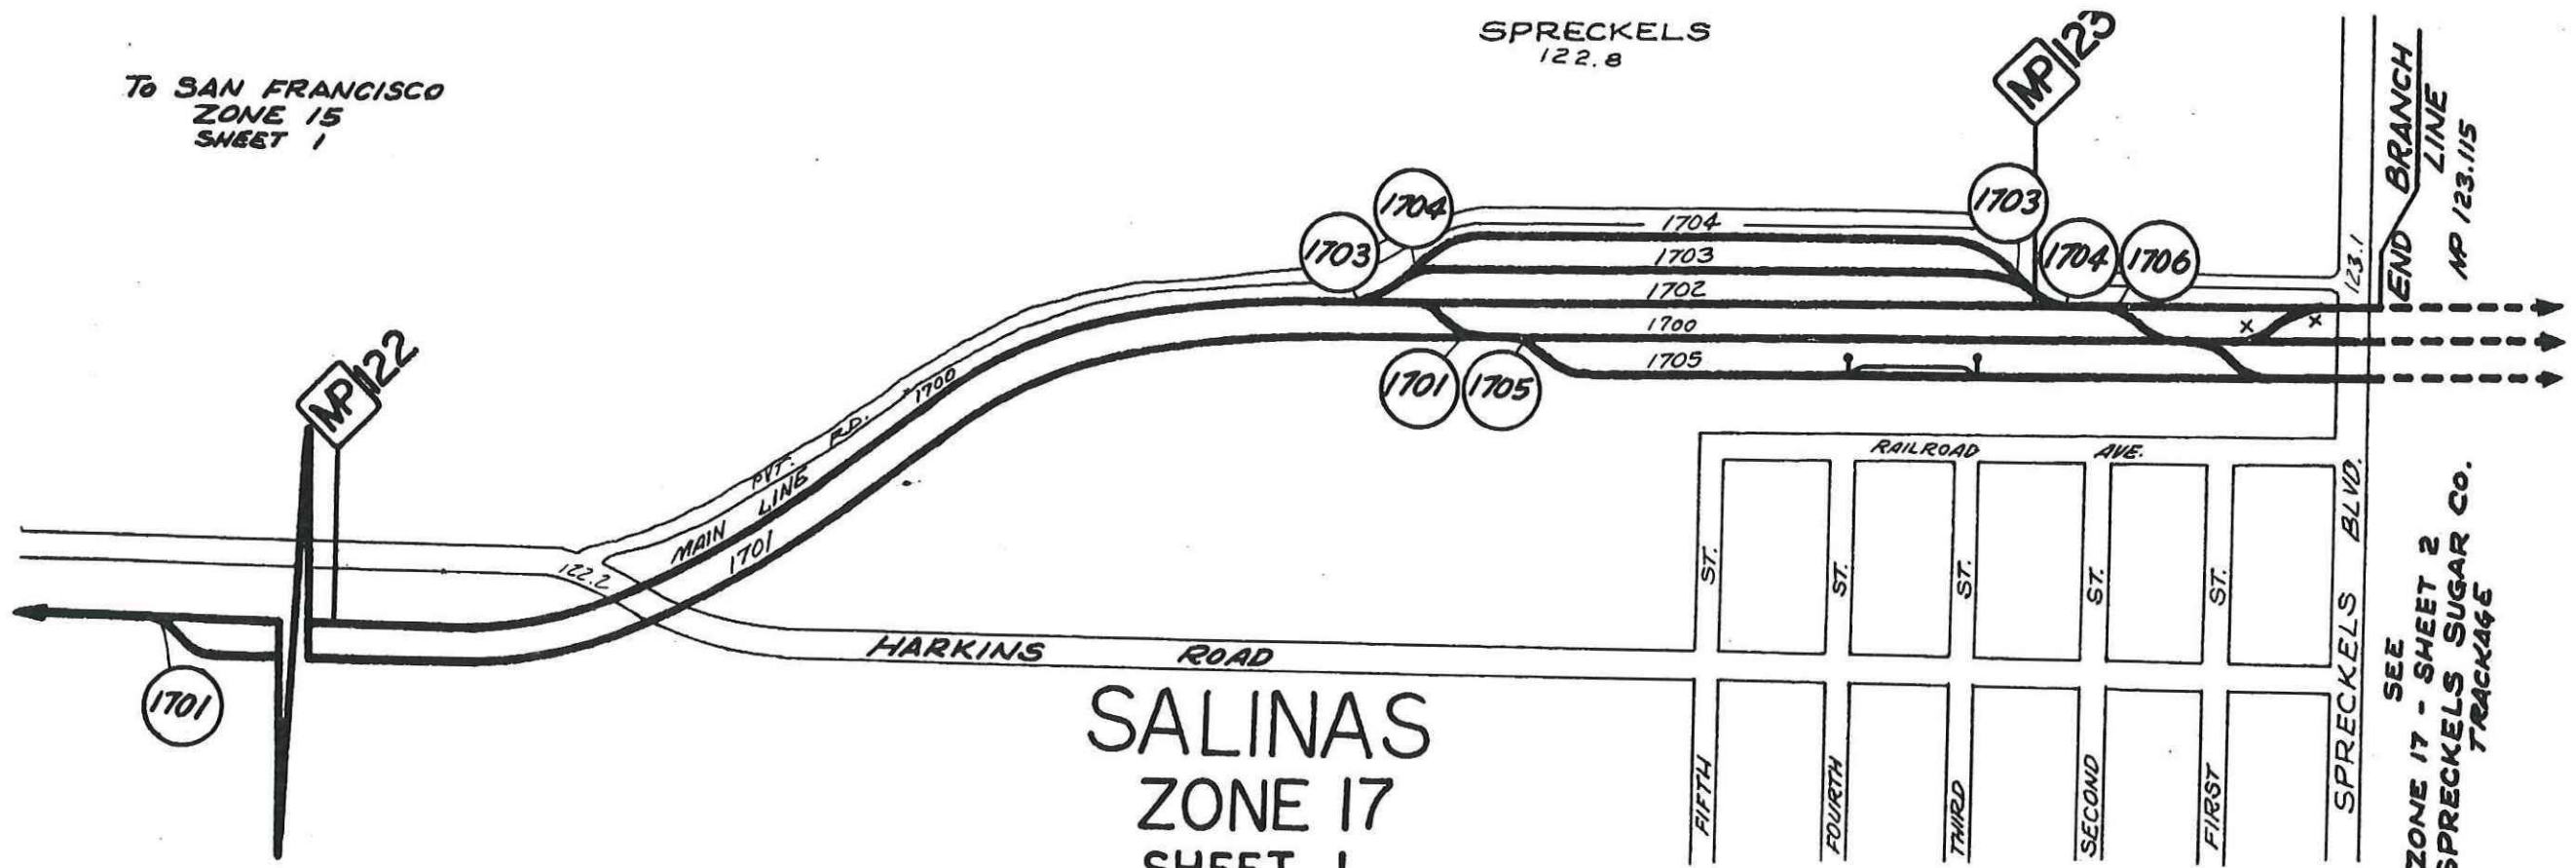 SPRECKELS
122.8
To SAN FRANCISCO
ZONE 15
SHEET 1
MP 123
END BRANCH
LINE
MP 123.115
1704
1703
1703
1704
1706
1704
1703
1702
1700
1705
1701
1705
123.1
MP 122
1700
PVT. RD.
MAIN LINE
1701
122.2
1701
HARKINS ROAD
RAILROAD AVE.
FIFTH ST.
FOURTH ST.
THIRD ST.
SECOND ST.
FIRST ST.
SPRECKELS BLVD.
SEE
ZONE 17 - SHEET 2
SPRECKELS SUGAR CO.
TRACKAGE
SALINAS
ZONE 17
SHEET 1